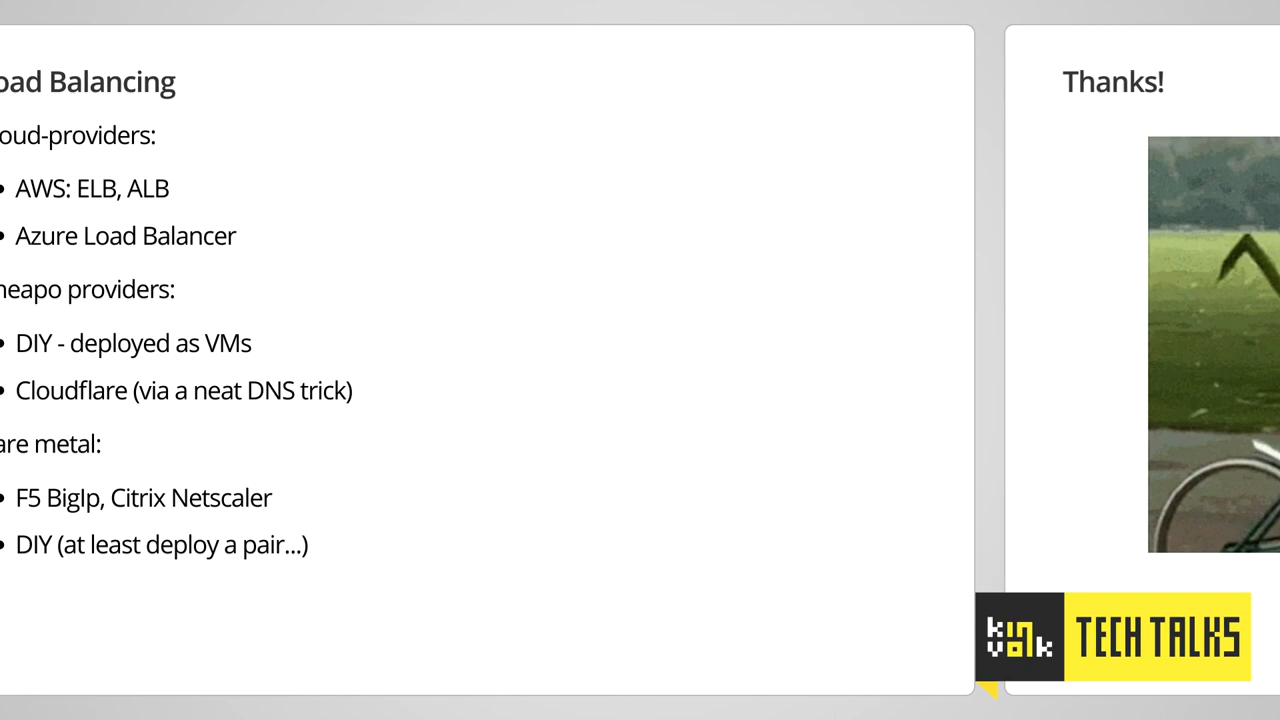 oad Balancing
oud-providers:
• AWS: ELB, ALB
• Azure Load Balancer
heapo providers:
• DIY - deployed as VMs
• Cloudflare (via a neat DNS trick)
are metal:
• F5 BigIp, Citrix Netscaler
• DIY (at least deploy a pair...)
Thanks!
kinvolk TECH TALKS